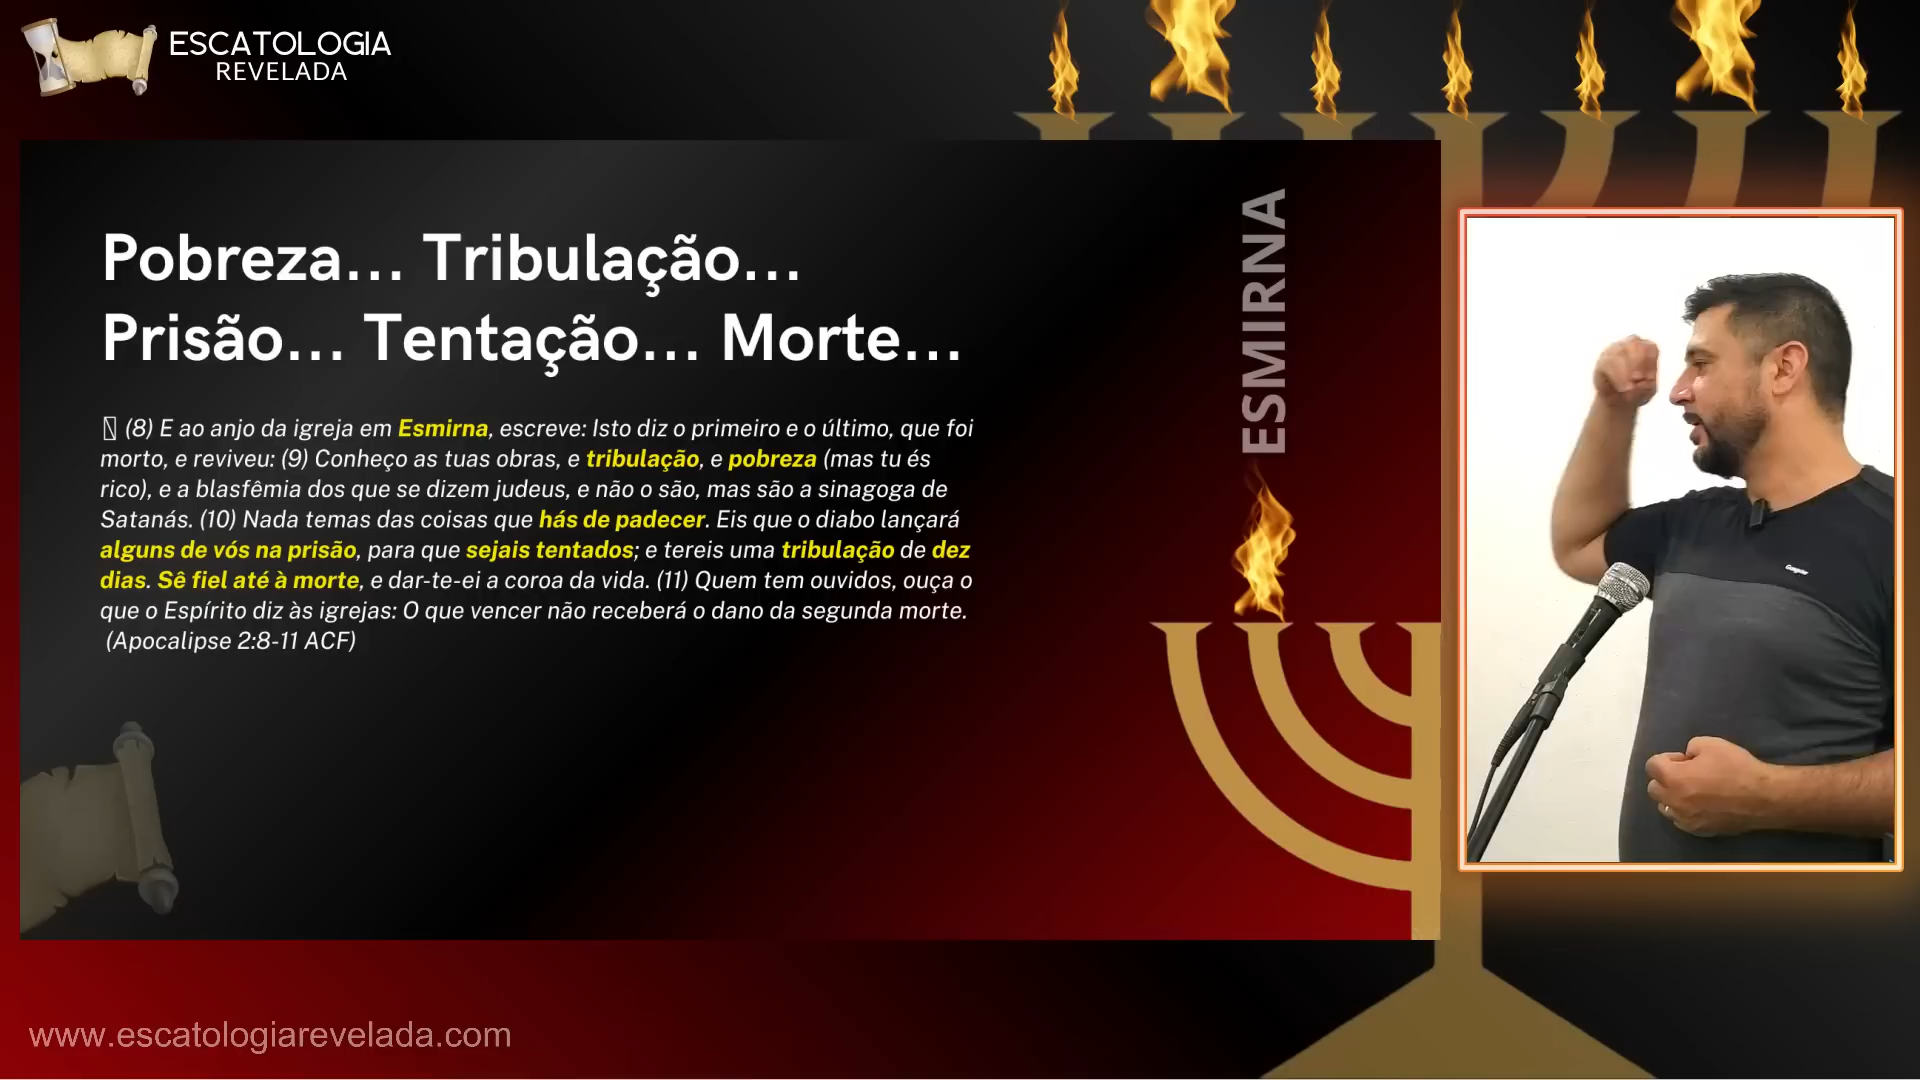 ESCATOLOGIA
REVELADA
Pobreza... Tribulação...
Prisão... Tentação... Morte...
(8) E ao anjo da igreja em Esmirna, escreve: Isto diz o primeiro e o último, que foi
morto, e reviveu: (9) Conheço as tuas obras, e tribulação, e pobreza (mas tu és
rico), e a blasfêmia dos que se dizem judeus, e não o são, mas são a sinagoga de
Satanás. (10) Nada temas das coisas que hás de padecer. Eis que o diabo lançará
alguns de vós na prisão, para que sejais tentados; e tereis uma tribulação de dez
dias. Sê fiel até à morte, e dar-te-ei a coroa da vida. (11) Quem tem ouvidos, ouça o
que o Espírito diz às igrejas: O que vencer não receberá o dano da segunda morte.
(Apocalipse 2:8-11 ACF)
ESMIRNA
www.escatologiarevelada.com